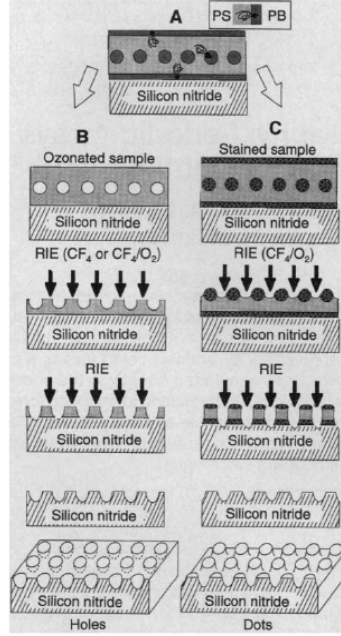 A
PS PB
Silicon nitride
B
Ozonated sample
Silicon nitride
RIE (CF4 or CF4/O2)
Silicon nitride
RIE
Silicon nitride
Silicon nitride
Silicon nitride
Holes
C
Stained sample
Silicon nitride
RIE (CF4/O2)
Silicon nitride
RIE
Silicon nitride
Silicon nitride
Silicon nitride
Dots